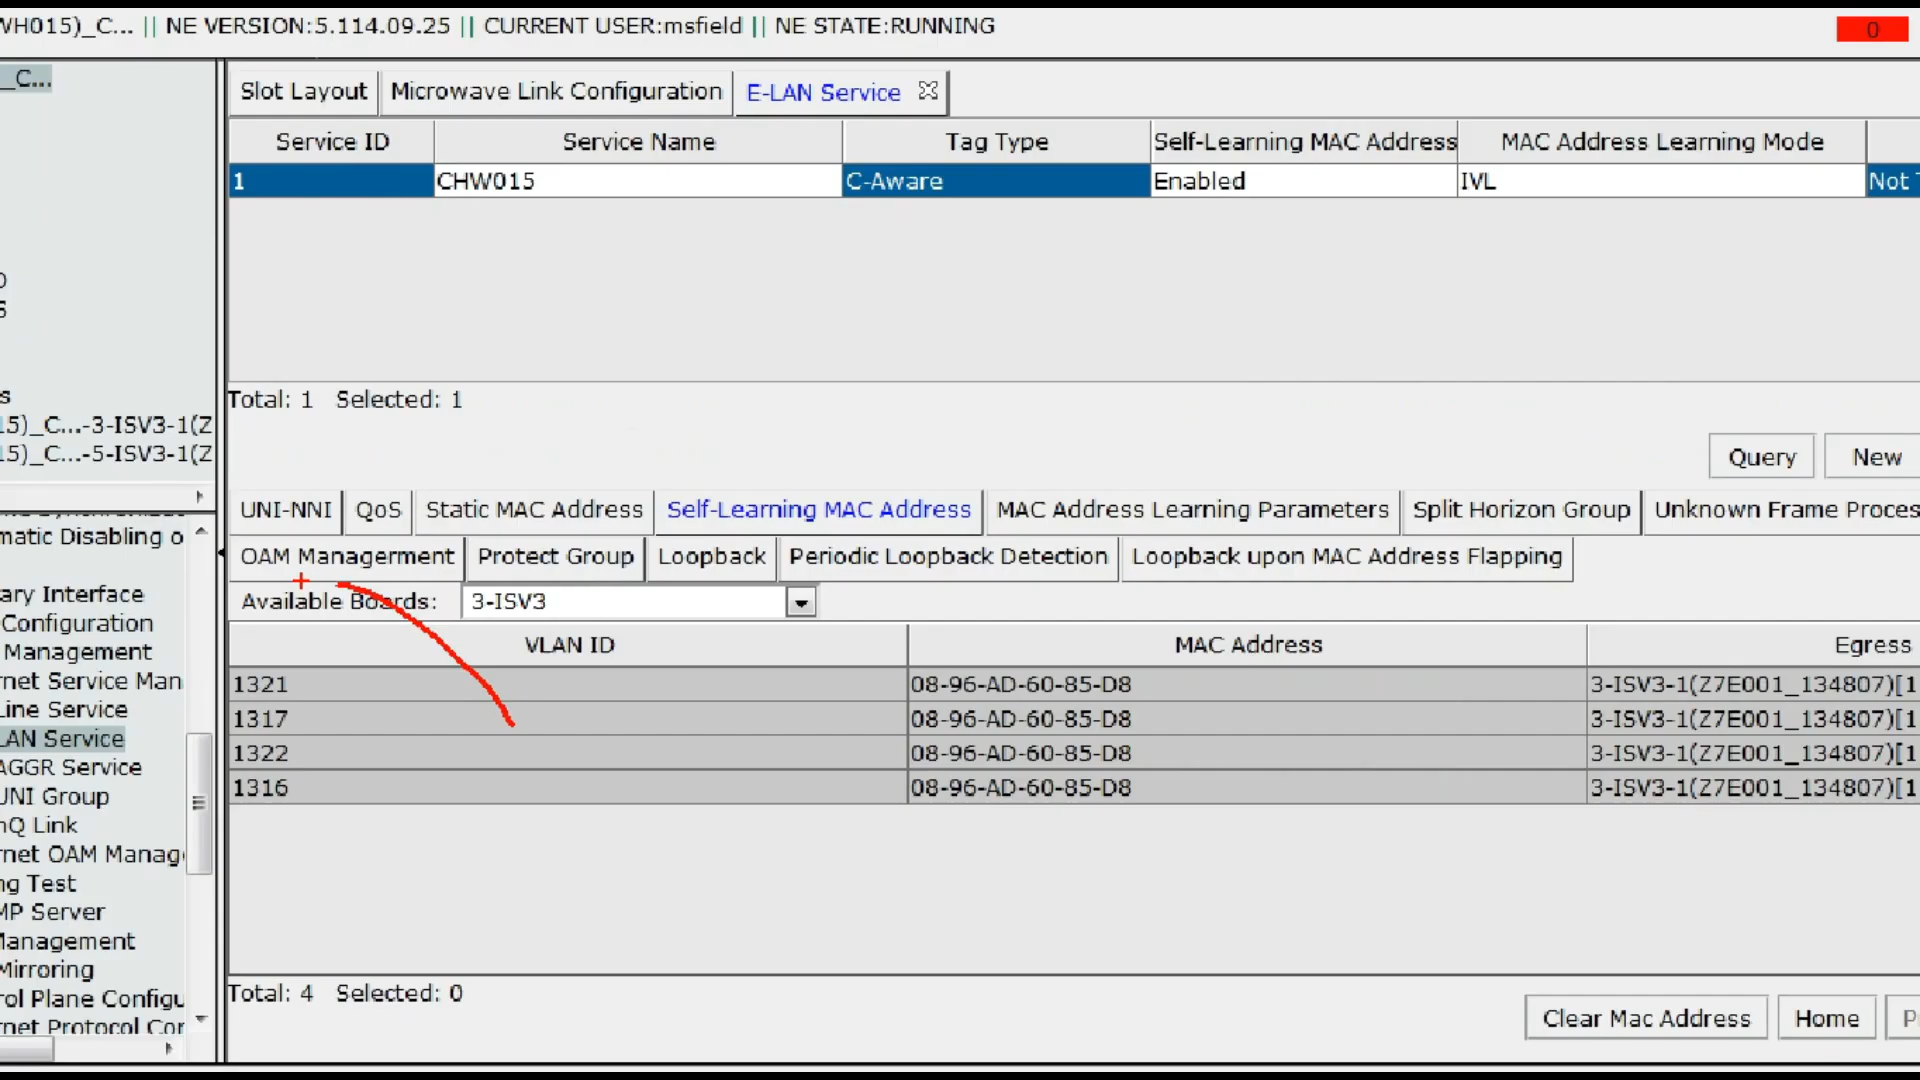 WH015)_C... || NE VERSION:5.114.09.25 || CURRENT USER:msfield || NE STATE:RUNNING
0
_C...
Slot Layout
Microwave Link Configuration
E-LAN Service
Service ID
Service Name
Tag Type
Self-Learning MAC Address
MAC Address Learning Mode
1
CHW015
C-Aware
Enabled
IVL
Not
Total: 1 Selected: 1
Query
New
s
15)_C...-3-ISV3-1(Z
15)_C...-5-ISV3-1(Z
UNI-NNI
QoS
Static MAC Address
Self-Learning MAC Address
MAC Address Learning Parameters
Split Horizon Group
Unknown Frame Proces
OAM Managerment
Protect Group
Loopback
Periodic Loopback Detection
Loopback upon MAC Address Flapping
Available Boards:
3-ISV3
VLAN ID
MAC Address
Egress
1321
08-96-AD-60-85-D8
3-ISV3-1(Z7E001_134807)[1
1317
08-96-AD-60-85-D8
3-ISV3-1(Z7E001_134807)[1
1322
08-96-AD-60-85-D8
3-ISV3-1(Z7E001_134807)[1
1316
08-96-AD-60-85-D8
3-ISV3-1(Z7E001_134807)[1
Total: 4 Selected: 0
Clear Mac Address
Home
P
matic Disabling o
ary Interface
Configuration
Management
rnet Service Man
Line Service
LAN Service
AGGR Service
UNI Group
nQ Link
rnet OAM Manag
ng Test
MP Server
Management
Mirroring
rol Plane Configu
rnet Protocol Cor